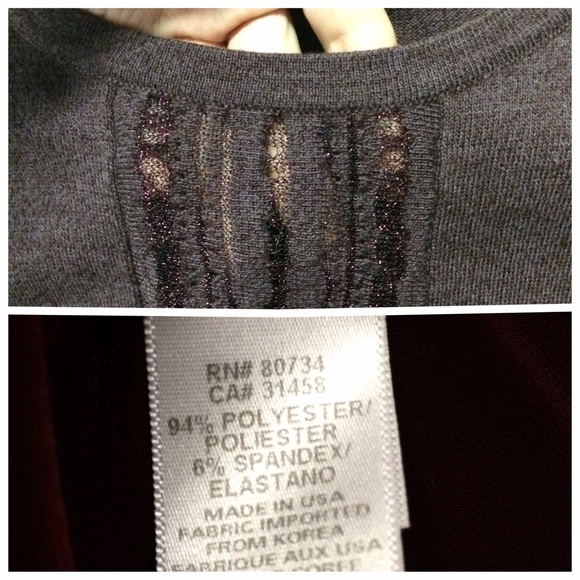 RN# 80734
CA# 31458
94% POLYESTER/
POLIESTER
6% SPANDEX/
ELASTANO
MADE IN USA
FABRIC IMPORTED
FROM KOREA
FABRIQUE AUX USA
COREE